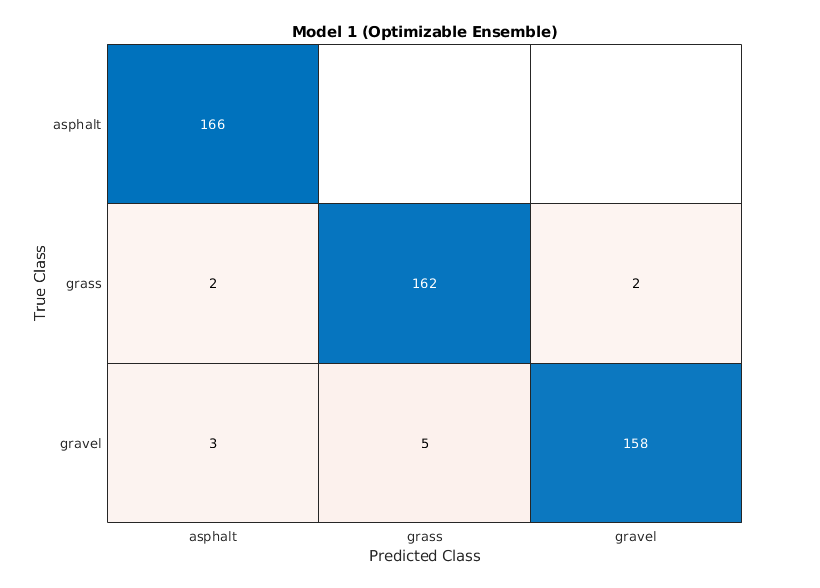 Model 1 (Optimizable Ensemble)
True Class
asphalt
166
grass
2
162
2
gravel
3
5
158
asphalt
grass
gravel
Predicted Class